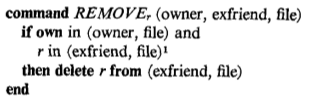 command REMOVEr (owner, exfriend, file)
if own in (owner, file) and
r in (exfriend, file)¹
then delete r from (exfriend, file)
end